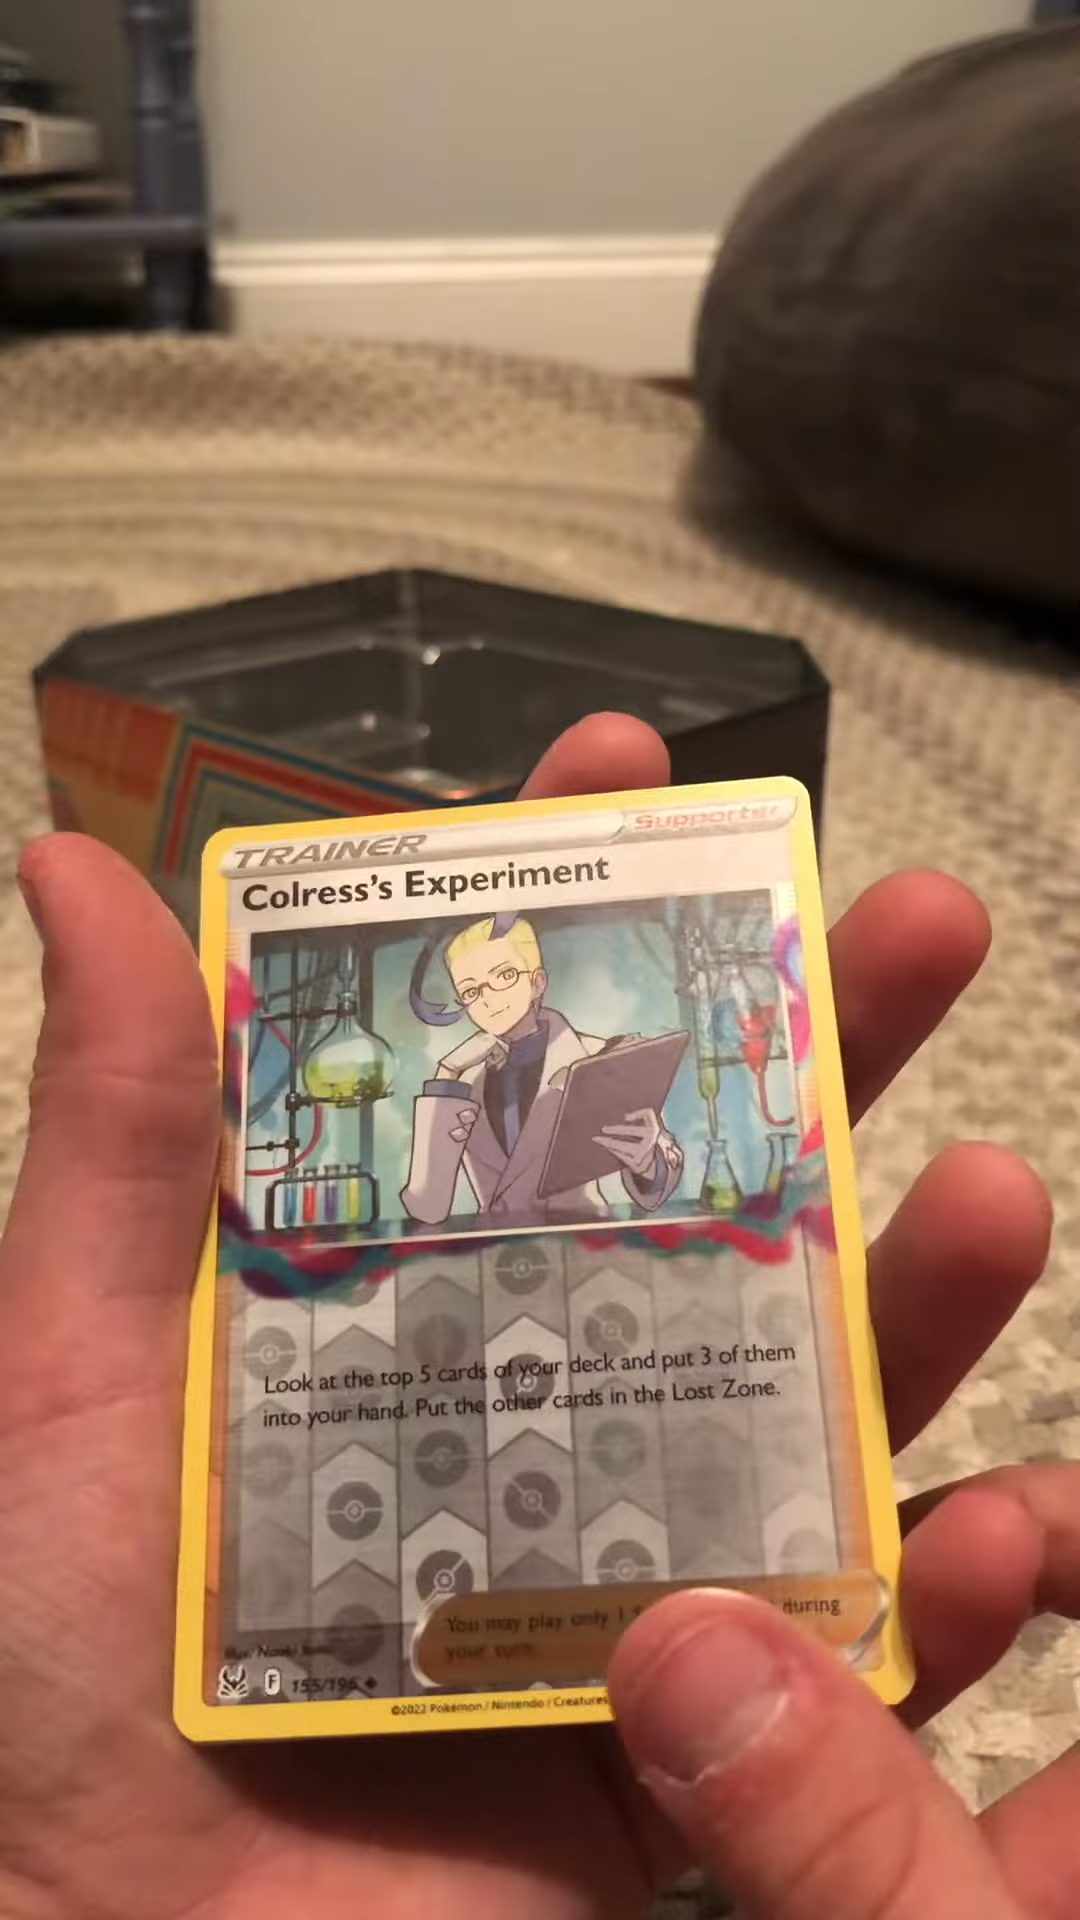 TRAINER
Supporter
Colress's Experiment
Look at the top 5 cards of your deck and put 3 of them
into your hand. Put the other cards in the Lost Zone.
You may play only 1 during
your turn.
Illus. Naoki
F 155/196
©2022 Pokémon / Nintendo / Creatures